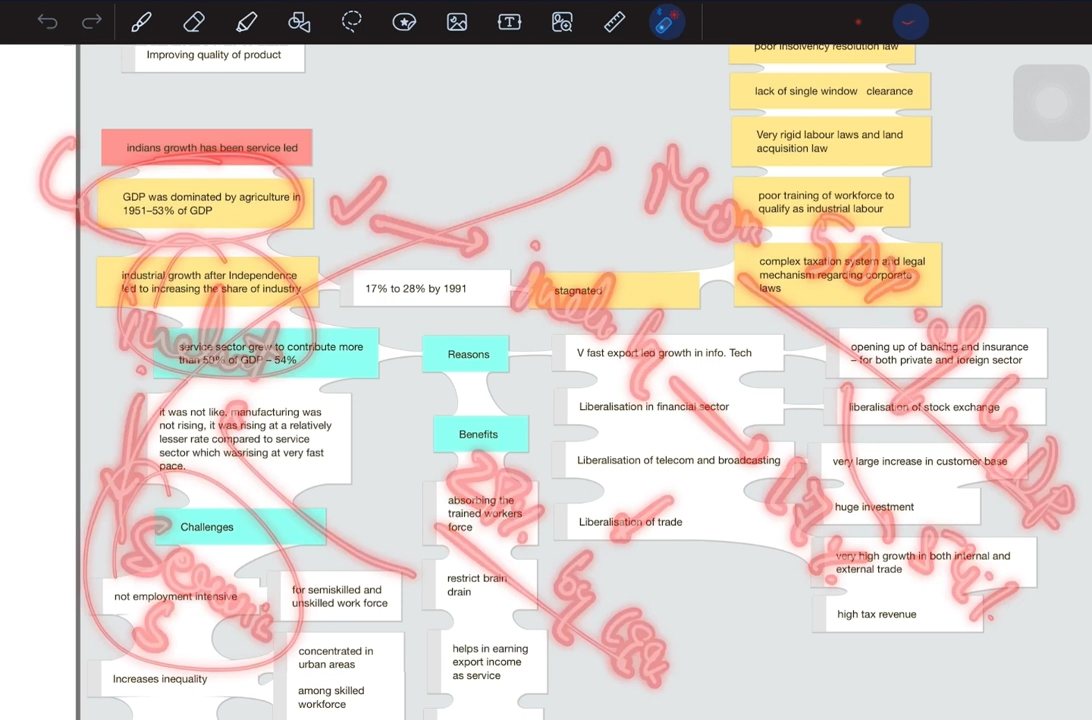 Improving quality of product
indians growth has been service led
GDP was dominated by agriculture in
1951–53% of GDP
industrial growth after Independence
led to increasing the share of industry
17% to 28% by 1991
stagnated
poor insolvency resolution law
lack of single window clearance
Very rigid labour laws and land
acquisition law
poor training of workforce to
qualify as industrial labour
complex taxation system and legal
mechanism regarding corporate
laws
service sector grew to contribute more
than 50% of GDP – 54%
Reasons
V fast export led growth in info. Tech
opening up of banking and insurance
– for both private and foreign sector
Liberalisation in financial sector
liberalisation of stock exchange
Liberalisation of telecom and broadcasting
very large increase in customer base
huge investment
Liberalisation of trade
very high growth in both internal and
external trade
high tax revenue
it was not like, manufacturing was
not rising, it was rising at a relatively
lesser rate compared to service
sector which wasrising at very fast
pace.
Benefits
absorbing the
trained workers
force
restrict brain
drain
helps in earning
export income
as service
Challenges
not employment intensive
for semiskilled and
unskilled work force
Increases inequality
concentrated in
urban areas
among skilled
workforce